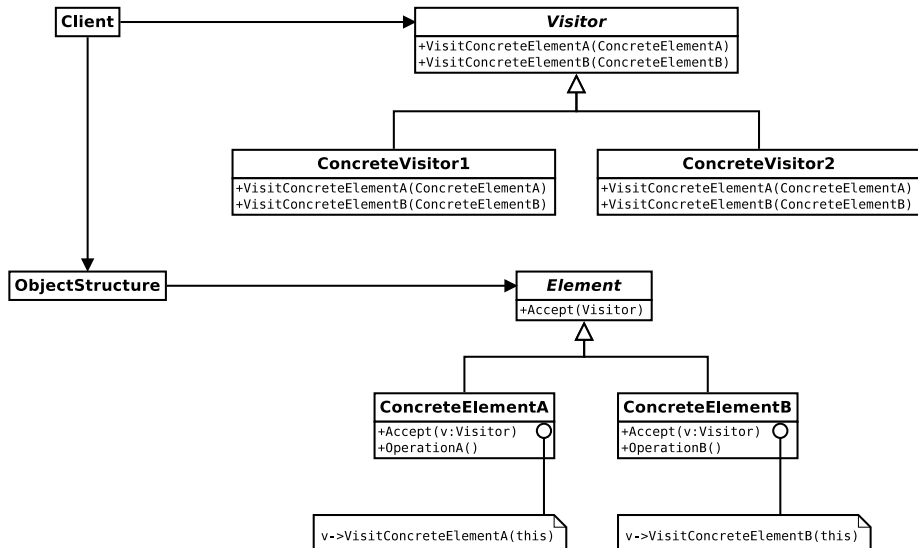 Client
Visitor
+VisitConcreteElementA(ConcreteElementA)
+VisitConcreteElementB(ConcreteElementB)
ConcreteVisitor1
+VisitConcreteElementA(ConcreteElementA)
+VisitConcreteElementB(ConcreteElementB)
ConcreteVisitor2
+VisitConcreteElementA(ConcreteElementA)
+VisitConcreteElementB(ConcreteElementB)
ObjectStructure
Element
+Accept(Visitor)
ConcreteElementA
+Accept(v:Visitor)
+OperationA()
ConcreteElementB
+Accept(v:Visitor)
+OperationB()
v->VisitConcreteElementA(this)
v->VisitConcreteElementB(this)